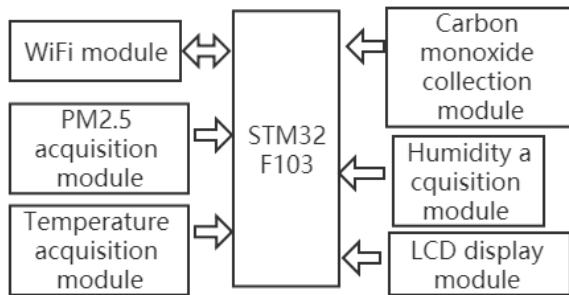 WiFi module
PM2.5
acquisition
module
Temperature
acquisition
module
STM32
F103
Carbon
monoxide
collection
module
Humidity a
cquisition
module
LCD display
module